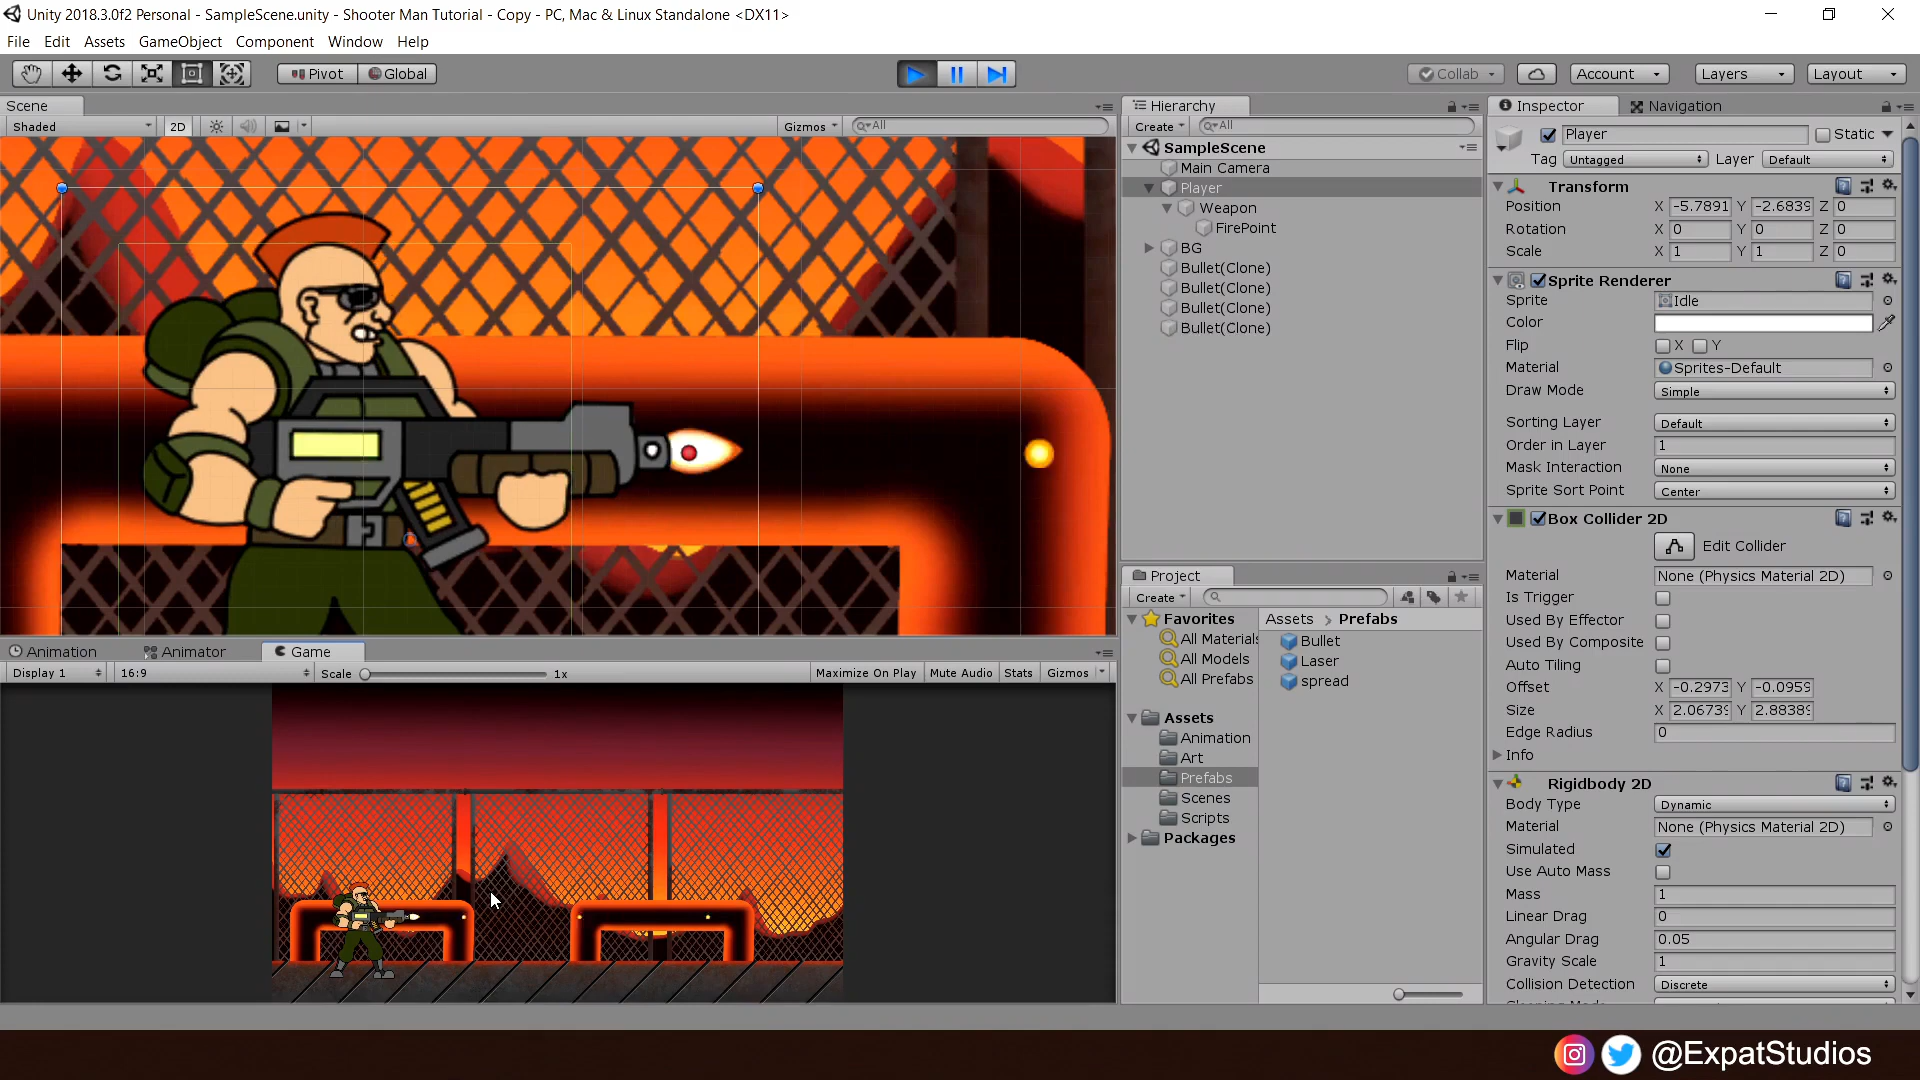 Unity 2018.3.0f2 Personal - SampleScene.unity - Shooter Man Tutorial - Copy - PC, Mac & Linux Standalone <DX11>
File Edit Assets GameObject Component Window Help
Pivot Global Collab Account Layers Layout
Scene
Shaded 2D Gizmos All
Hierarchy
Create All
SampleScene
Main Camera
Player
Weapon
FirePoint
BG
Bullet(Clone)
Bullet(Clone)
Bullet(Clone)
Bullet(Clone)
Project
Create
Favorites
All Materials
All Models
All Prefabs
Assets
Animation
Art
Prefabs
Scenes
Scripts
Packages
Assets > Prefabs
Bullet
Laser
spread
Animation Animator Game
Display 1 16:9 Scale 1x Maximize On Play Mute Audio Stats Gizmos
Inspector Navigation
Player Static
Tag Untagged Layer Default
Transform
Position X -5.7891 Y -2.6839 Z 0
Rotation X 0 Y 0 Z 0
Scale X 1 Y 1 Z 0
Sprite Renderer
Sprite Idle
Color
Flip X Y
Material Sprites-Default
Draw Mode Simple
Sorting Layer Default
Order in Layer 1
Mask Interaction None
Sprite Sort Point Center
Box Collider 2D
Edit Collider
Material None (Physics Material 2D)
Is Trigger
Used By Effector
Used By Composite
Auto Tiling
Offset X -0.2973 Y -0.0959
Size X 2.0673 Y 2.8838
Edge Radius 0
Info
Rigidbody 2D
Body Type Dynamic
Material None (Physics Material 2D)
Simulated
Use Auto Mass
Mass 1
Linear Drag 0
Angular Drag 0.05
Gravity Scale 1
Collision Detection Discrete
@ExpatStudios